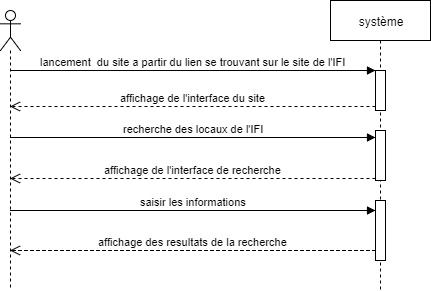 système
lancement du site a partir du lien se trouvant sur le site de l'IFI
affichage de l'interface du site
recherche des locaux de l'IFI
affichage de l'interface de recherche
saisir les informations
affichage des resultats de la recherche